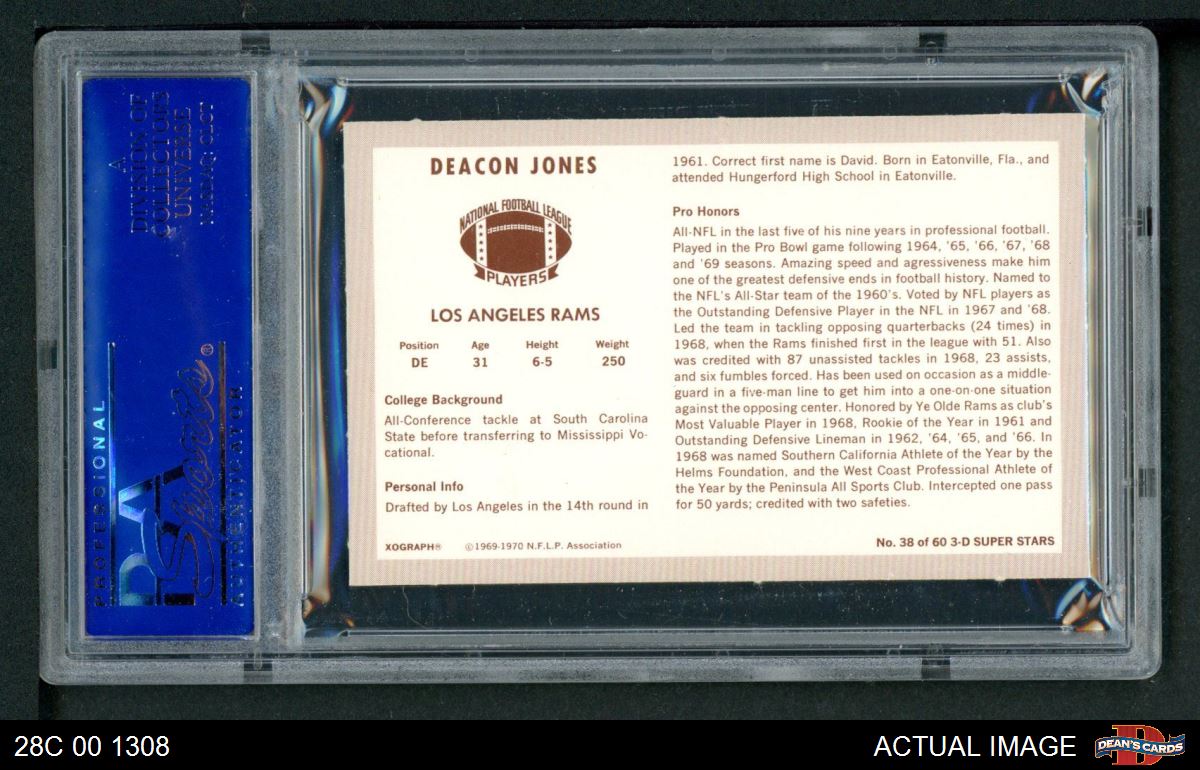 A
DIVISION OF
COLLECTORS
UNIVERSE
NASDAQ: CLCT
PROFESSIONAL
PSA
Sports®
AUTHENTICATOR
DEACON JONES
NATIONAL FOOTBALL LEAGUE
PLAYERS
LOS ANGELES RAMS
Position Age Height Weight
DE 31 6-5 250
College Background
All-Conference tackle at South Carolina
State before transferring to Mississippi Vo-
cational.
Personal Info
Drafted by Los Angeles in the 14th round in
XOGRAPH® ©1969-1970 N.F.L.P. Association
1961. Correct first name is David. Born in Eatonville, Fla., and
attended Hungerford High School in Eatonville.
Pro Honors
All-NFL in the last five of his nine years in professional football.
Played in the Pro Bowl game following 1964, '65, '66, '67, '68
and '69 seasons. Amazing speed and agressiveness make him
one of the greatest defensive ends in football history. Named to
the NFL's All-Star team of the 1960's. Voted by NFL players as
the Outstanding Defensive Player in the NFL in 1967 and '68.
Led the team in tackling opposing quarterbacks (24 times) in
1968, when the Rams finished first in the league with 51. Also
was credited with 87 unassisted tackles in 1968, 23 assists,
and six fumbles forced. Has been used on occasion as a middle-
guard in a five-man line to get him into a one-on-one situation
against the opposing center. Honored by Ye Olde Rams as club's
Most Valuable Player in 1968, Rookie of the Year in 1961 and
Outstanding Defensive Lineman in 1962, '64, '65, and '66. In
1968 was named Southern California Athlete of the Year by the
Helms Foundation, and the West Coast Professional Athlete of
the Year by the Peninsula All Sports Club. Intercepted one pass
for 50 yards; credited with two safeties.
No. 38 of 60 3-D SUPER STARS
28C 00 1308
ACTUAL IMAGE
D
DEAN'S CARDS